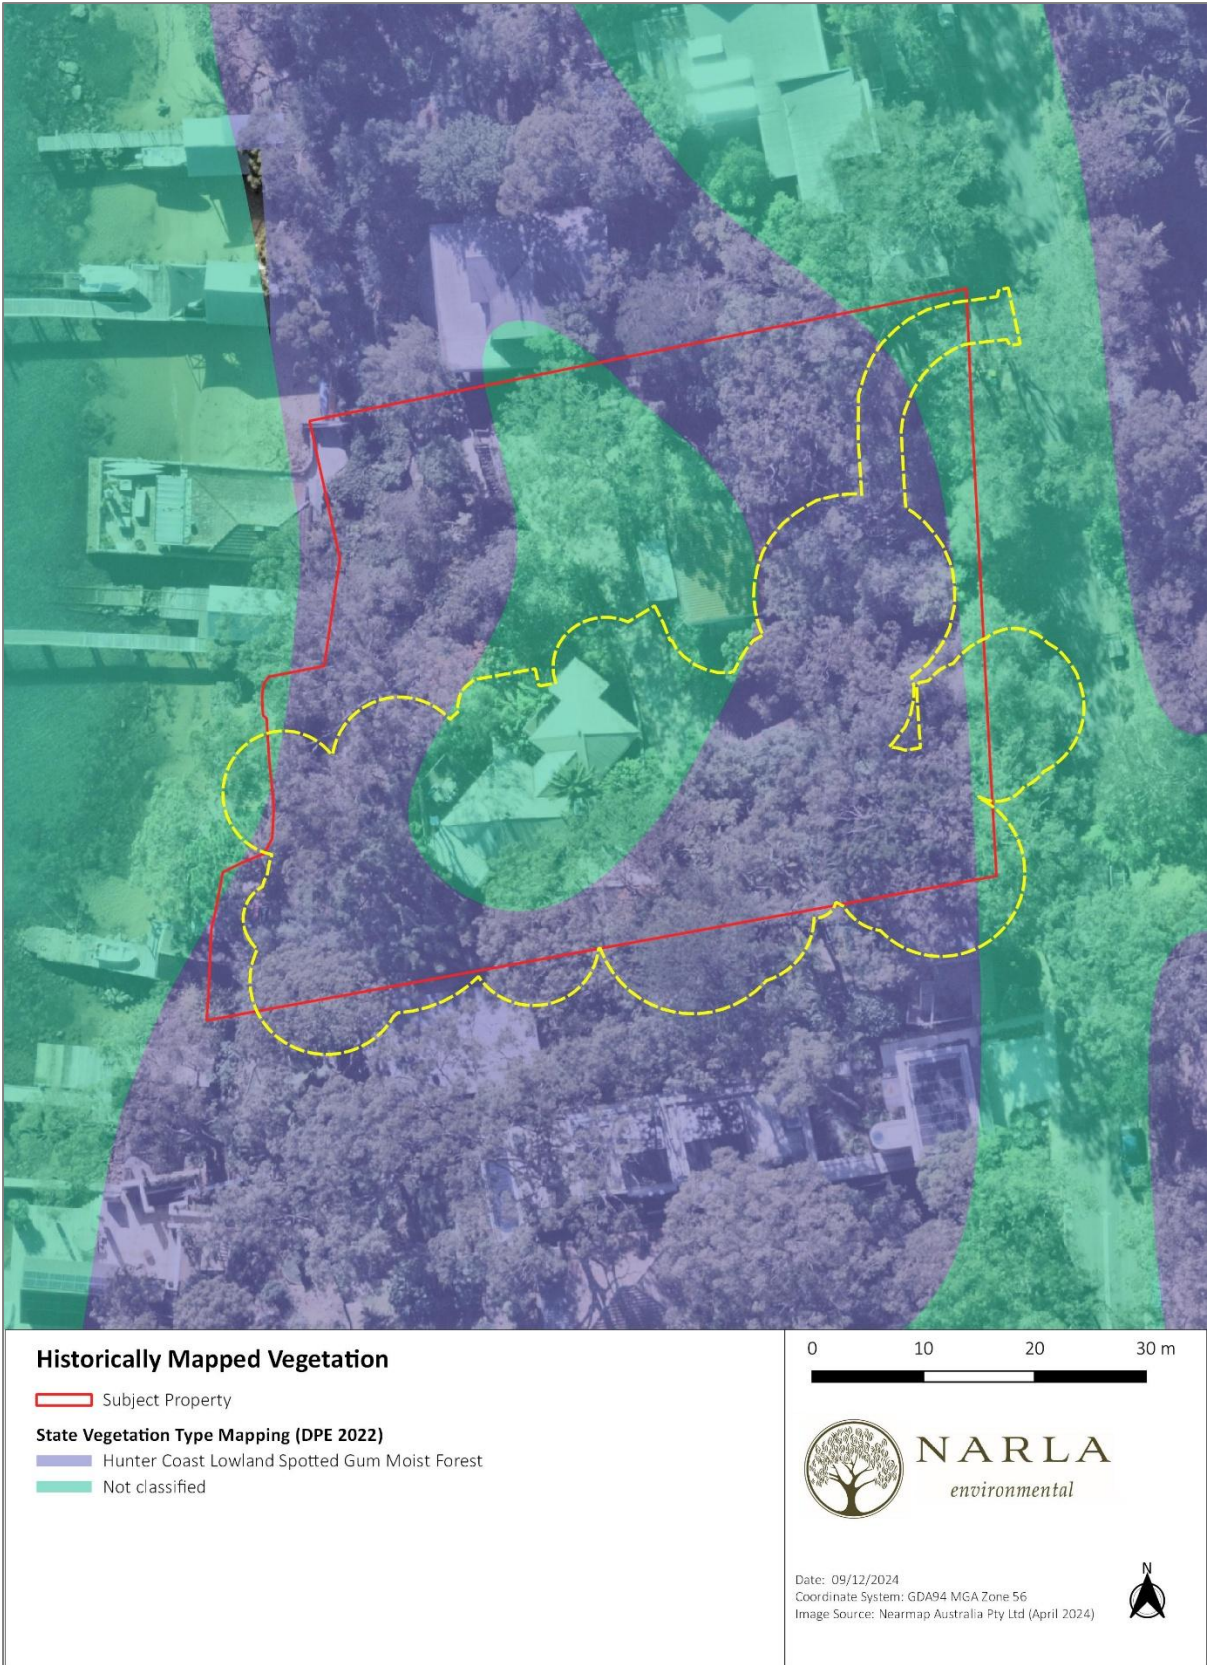 Historically Mapped Vegetation
Subject Property
State Vegetation Type Mapping (DPE 2022)
Hunter Coast Lowland Spotted Gum Moist Forest
Not classified
0 10 20 30 m
NARLA
environmental
Date: 09/12/2024
Coordinate System: GDA94 MGA Zone 56
Image Source: Nearmap Australia Pty Ltd (April 2024)
N